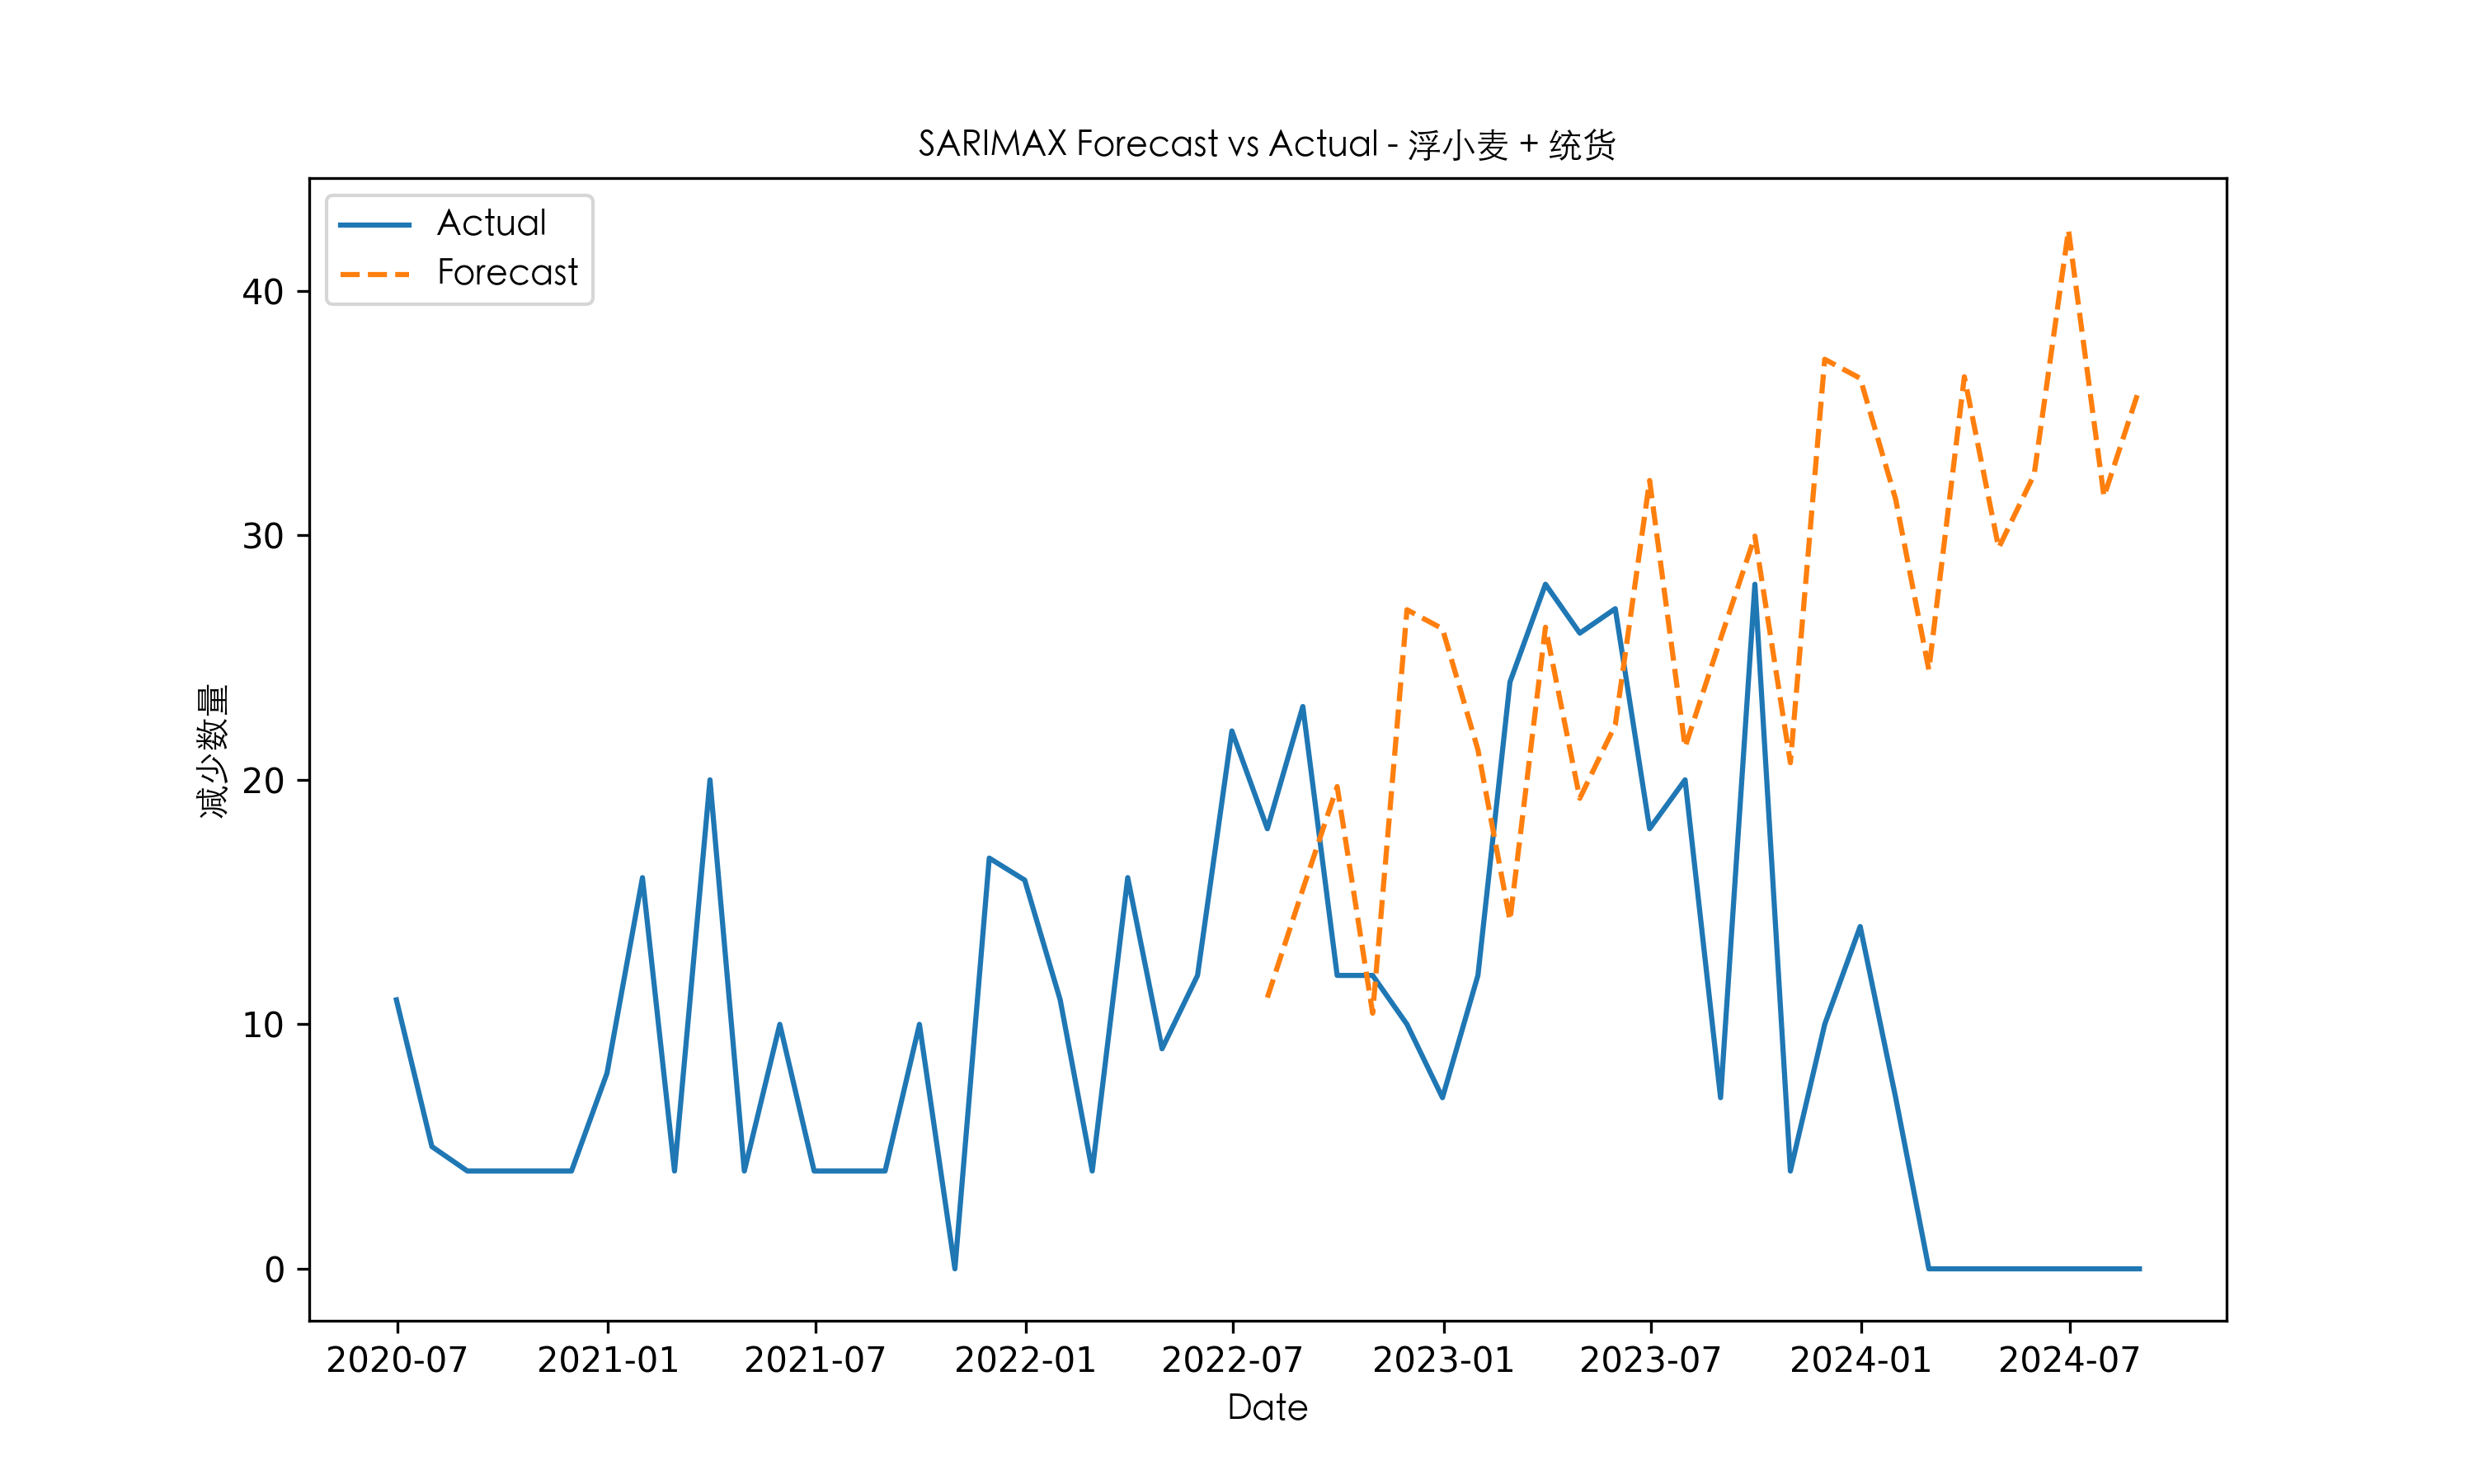 SARIMAX Forecast vs Actual - 浮小麦 + 统货
Actual
Forecast
减少数量
40
30
20
10
0
2020-07 2021-01 2021-07 2022-01 2022-07 2023-01 2023-07 2024-01 2024-07
Date